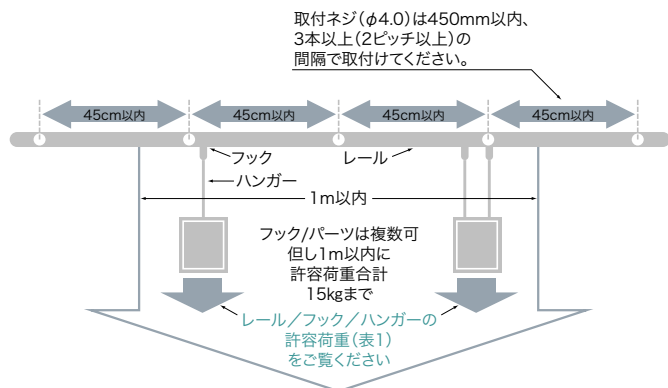 取付ネジ(φ4.0)は450mm以内、
3本以上(2ピッチ以上)の
間隔で取付けてください。
45cm以内
45cm以内
45cm以内
45cm以内
フック
レール
ハンガー
1m以内
フック/パーツは複数可
但し1m以内に
許容荷重合計
15kgまで
レール/フック/ハンガーの
許容荷重(表1)
をご覧ください